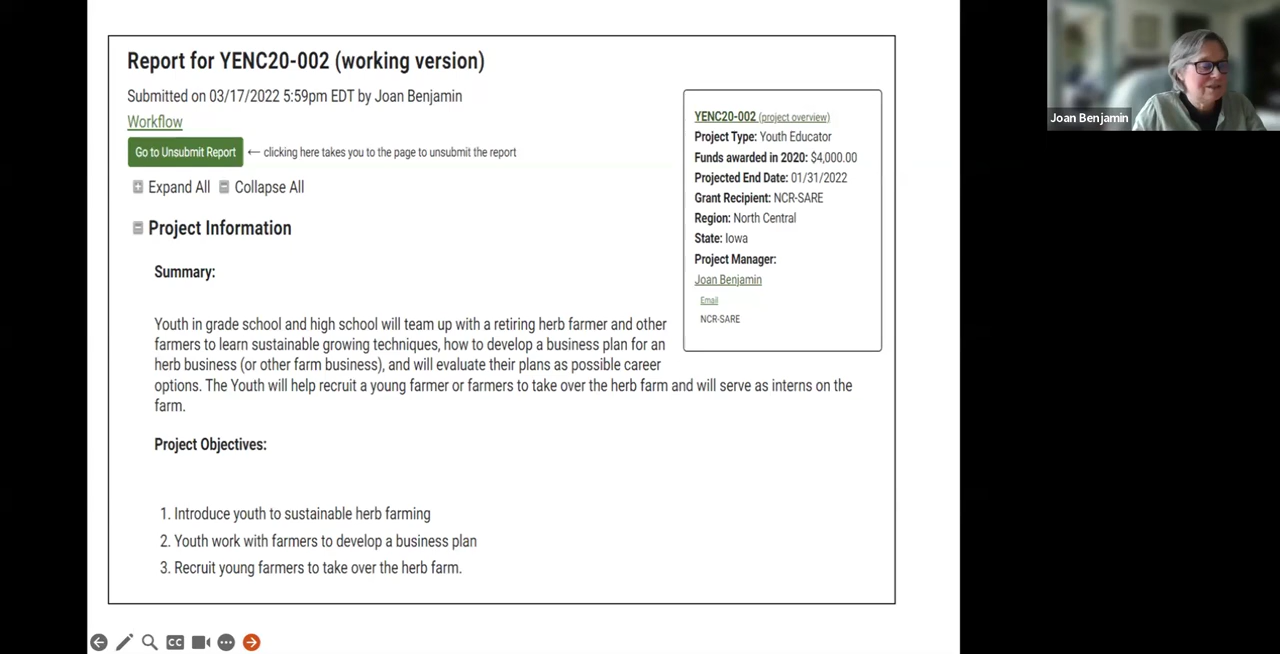 Report for YENC20-002 (working version)
Submitted on 03/17/2022 5:59pm EDT by Joan Benjamin
Workflow
Go to Unsubmit Report ← clicking here takes you to the page to unsubmit the report
Expand All Collapse All
Project Information
Summary:
Youth in grade school and high school will team up with a retiring herb farmer and other
farmers to learn sustainable growing techniques, how to develop a business plan for an
herb business (or other farm business), and will evaluate their plans as possible career
options. The Youth will help recruit a young farmer or farmers to take over the herb farm and will serve as interns on the
farm.
Project Objectives:
1. Introduce youth to sustainable herb farming
2. Youth work with farmers to develop a business plan
3. Recruit young farmers to take over the herb farm.
YENC20-002 (project overview)
Project Type: Youth Educator
Funds awarded in 2020: $4,000.00
Projected End Date: 01/31/2022
Grant Recipient: NCR-SARE
Region: North Central
State: Iowa
Project Manager:
Joan Benjamin
Email
NCR-SARE
CC
Joan Benjamin